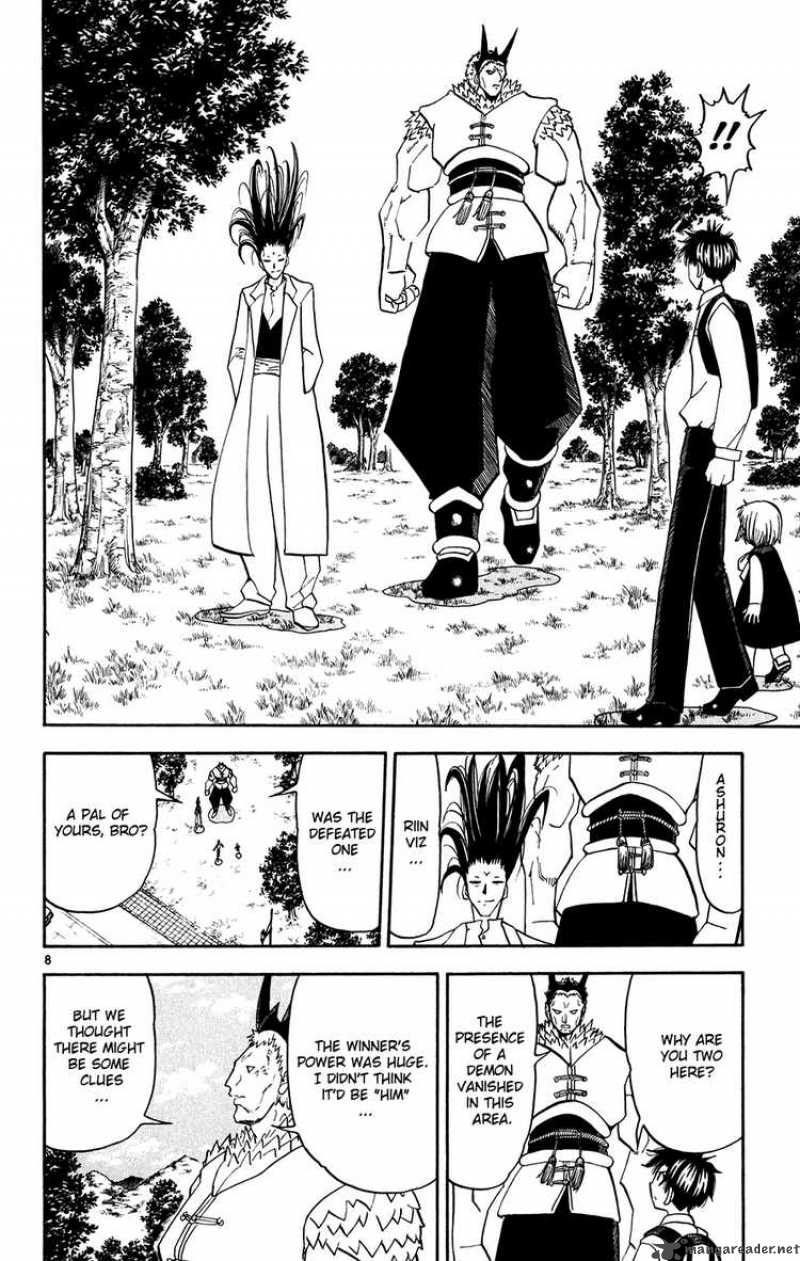 !!
ASHURON...
RIIN
VIZ
...
WAS THE
DEFEATED
ONE
...
A PAL OF
YOURS, BRO?
8
WHY ARE
YOU TWO
HERE?
THE
PRESENCE
OF A
DEMON
VANISHED
IN THIS
AREA.
THE WINNER'S
POWER WAS HUGE.
I DIDN'T THINK
IT'D BE "HIM"
...
BUT WE
THOUGHT
THERE MIGHT
BE SOME
CLUES
...
mangareader.net